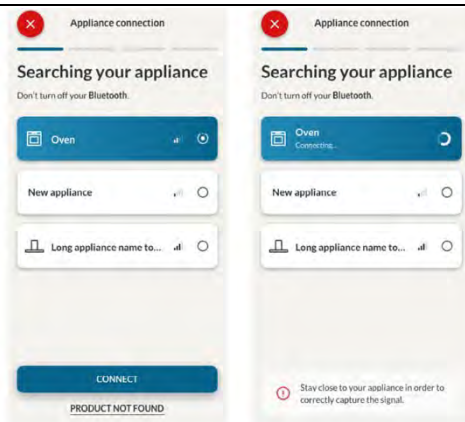 Appliance connection
Searching your appliance
Don't turn off your Bluetooth.
Oven
New appliance
Long appliance name to...
CONNECT
PRODUCT NOT FOUND
Appliance connection
Searching your appliance
Don't turn off your Bluetooth.
Oven
Connecting...
New appliance
Long appliance name to...
Stay close to your appliance in order to
correctly capture the signal.